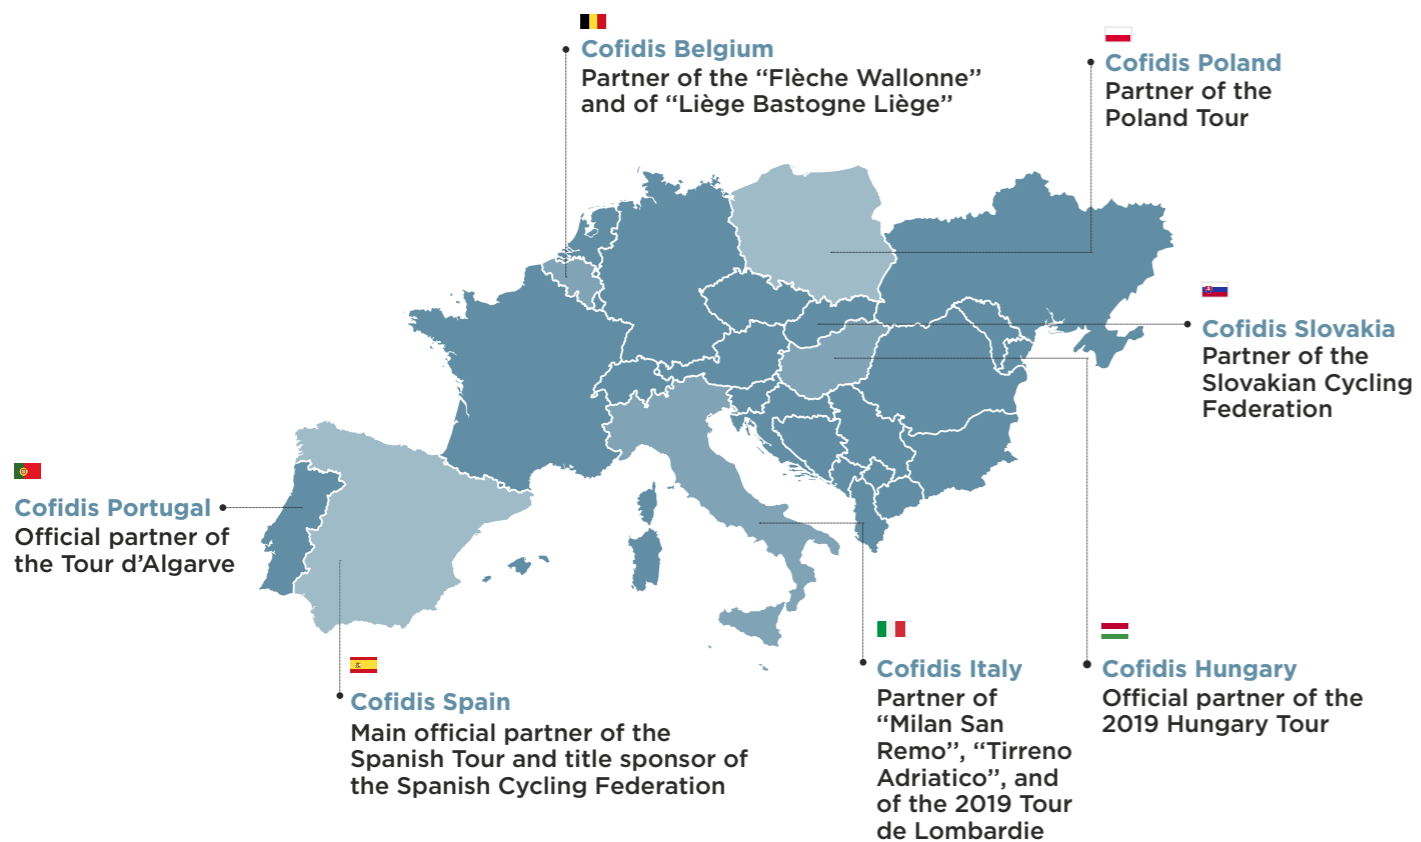 Cofidis Belgium
Partner of the “Flèche Wallonne”
and of “Liège Bastogne Liège”
Cofidis Poland
Partner of the
Poland Tour
Cofidis Slovakia
Partner of the
Slovakian Cycling
Federation
Cofidis Portugal
Official partner of
the Tour d’Algarve
Cofidis Spain
Main official partner of the
Spanish Tour and title sponsor of
the Spanish Cycling Federation
Cofidis Italy
Partner of
“Milan San
Remo”, “Tirreno
Adriatico”, and
of the 2019 Tour
de Lombardie
Cofidis Hungary
Official partner of the
2019 Hungary Tour